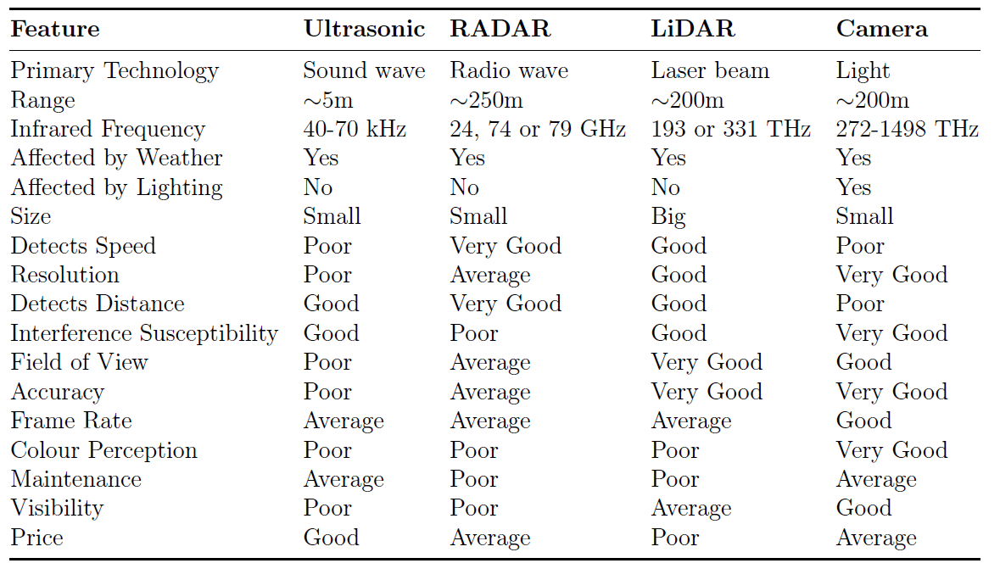 Feature Ultrasonic RADAR LiDAR Camera
Primary Technology Sound wave Radio wave Laser beam Light
Range ∼5m ∼250m ∼200m ∼200m
Infrared Frequency 40-70 kHz 24, 74 or 79 GHz 193 or 331 THz 272-1498 THz
Affected by Weather Yes Yes Yes Yes
Affected by Lighting No No No Yes
Size Small Small Big Small
Detects Speed Poor Very Good Good Poor
Resolution Poor Average Good Very Good
Detects Distance Good Very Good Good Poor
Interference Susceptibility Good Poor Good Very Good
Field of View Poor Average Very Good Good
Accuracy Poor Average Very Good Very Good
Frame Rate Average Average Average Good
Colour Perception Poor Poor Poor Very Good
Maintenance Average Poor Poor Average
Visibility Poor Poor Average Good
Price Good Average Poor Average